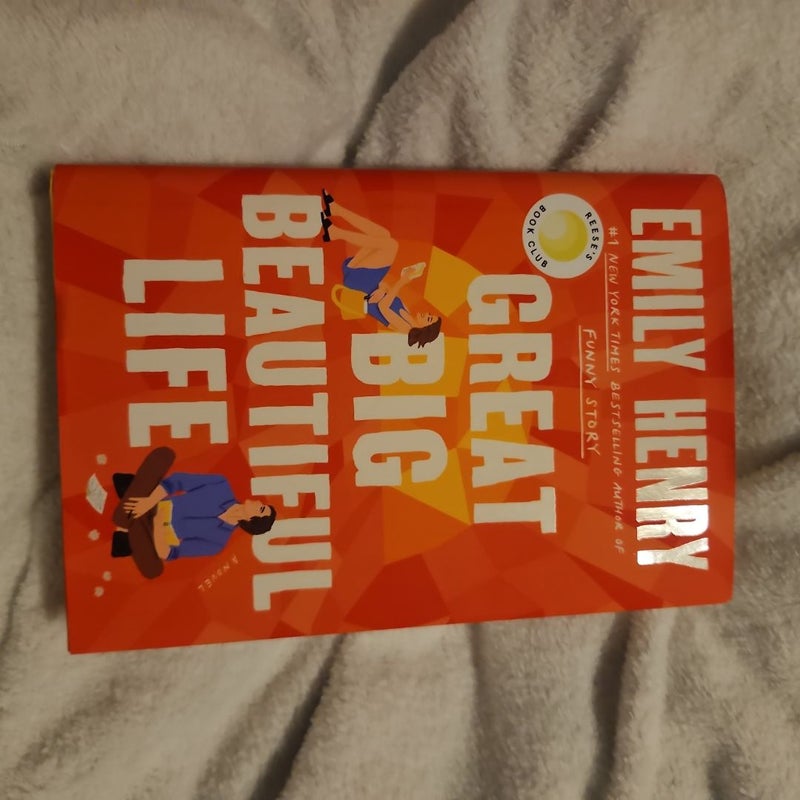 EMILY HENRY
#1 NEW YORK TIMES BESTSELLING AUTHOR OF
FUNNY STORY
REESE'S
BOOK CLUB
GREAT
BIG
BEAUTIFUL
LIFE
A NOVEL